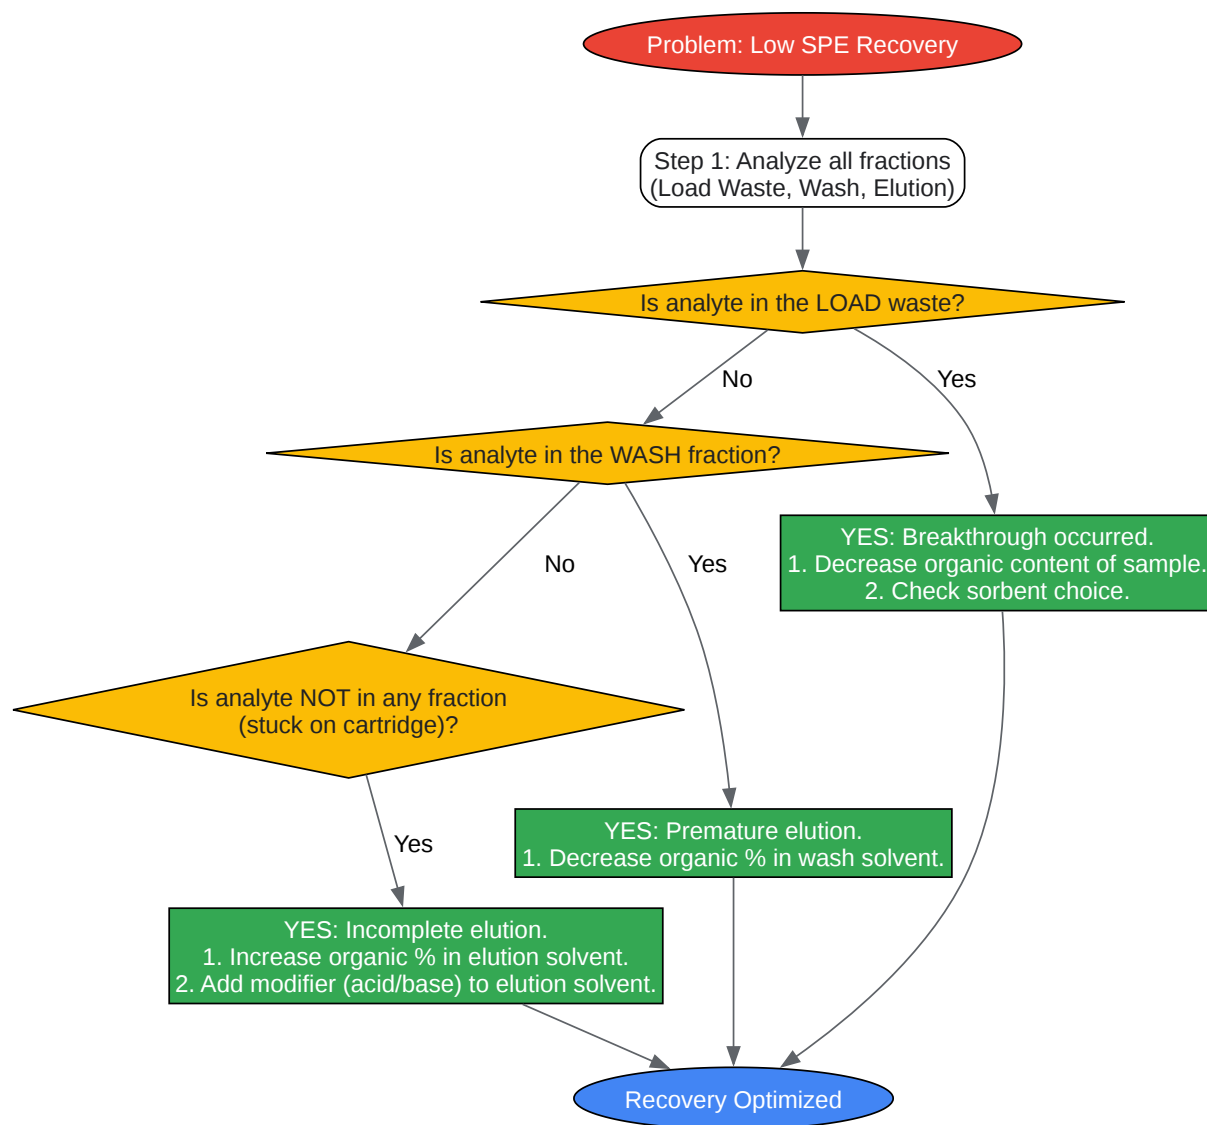 Problem: Low SPE Recovery
Step 1: Analyze all fractions
(Load Waste, Wash, Elution)
Is analyte in the LOAD waste?
No
Yes
Is analyte in the WASH fraction?
YES: Breakthrough occurred.
1. Decrease organic content of sample.
2. Check sorbent choice.
No
Yes
Is analyte NOT in any fraction
(stuck on cartridge)?
YES: Premature elution.
1. Decrease organic % in wash solvent.
Yes
YES: Incomplete elution.
1. Increase organic % in elution solvent.
2. Add modifier (acid/base) to elution solvent.
Recovery Optimized